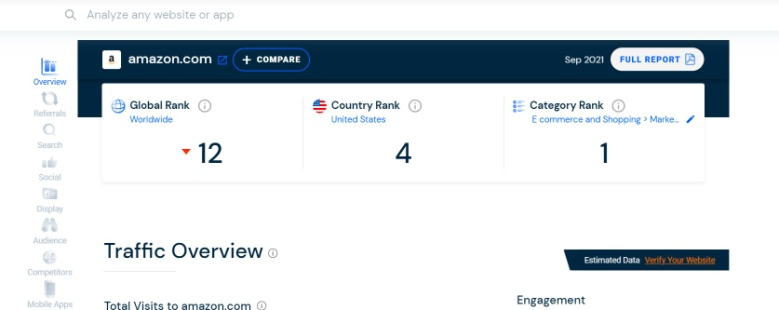 Analyze any website or app
amazon.com + COMPARE Sep 2021 FULL REPORT
Overview
Referrals
Search
Social
Display
Audience
Competitors
Mobile Apps
Global Rank
Worldwide
12
Country Rank
United States
4
Category Rank
E commerce and Shopping > Marke...
1
Traffic Overview
Estimated Data Verify Your Website
Total Visits to amazon.com
Engagement